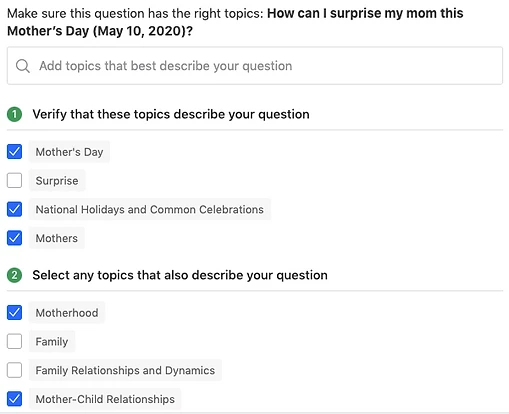 Make sure this question has the right topics: How can I surprise my mom this
Mother’s Day (May 10, 2020)?
Add topics that best describe your question
1 Verify that these topics describe your question
Mother's Day
Surprise
National Holidays and Common Celebrations
Mothers
2 Select any topics that also describe your question
Motherhood
Family
Family Relationships and Dynamics
Mother-Child Relationships